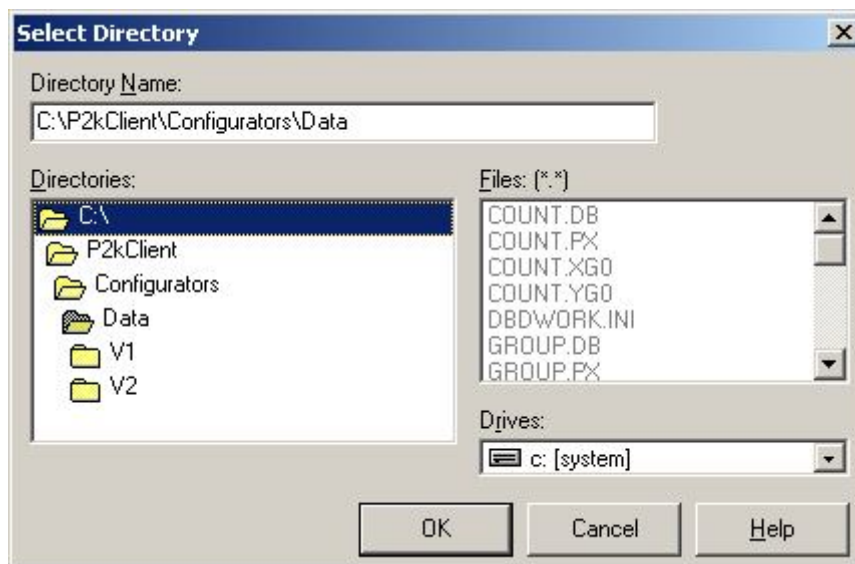 Select Directory
Directory Name:
C:\P2kClient\Configurators\Data
Directories:
C:\
P2kClient
Configurators
Data
V1
V2
Files: (*.*)
COUNT.DB
COUNT.PX
COUNT.XG0
COUNT.YG0
DBDWORK.INI
GROUP.DB
GROUP.PX
Drives:
c: [system]
OK
Cancel
Help